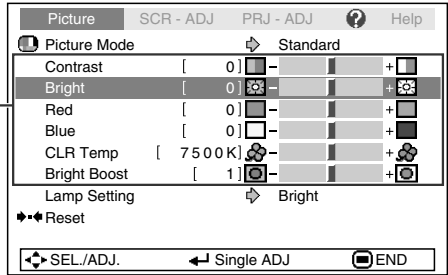 Picture SCR - ADJ PRJ - ADJ ? Help
Picture Mode Standard
Contrast [ 0] - +
Bright [ 0] - +
Red [ 0] - +
Blue [ 0] - +
CLR Temp [ 7500K] - +
Bright Boost [ 1] - +
Lamp Setting Bright
Reset
SEL./ADJ. Single ADJ END